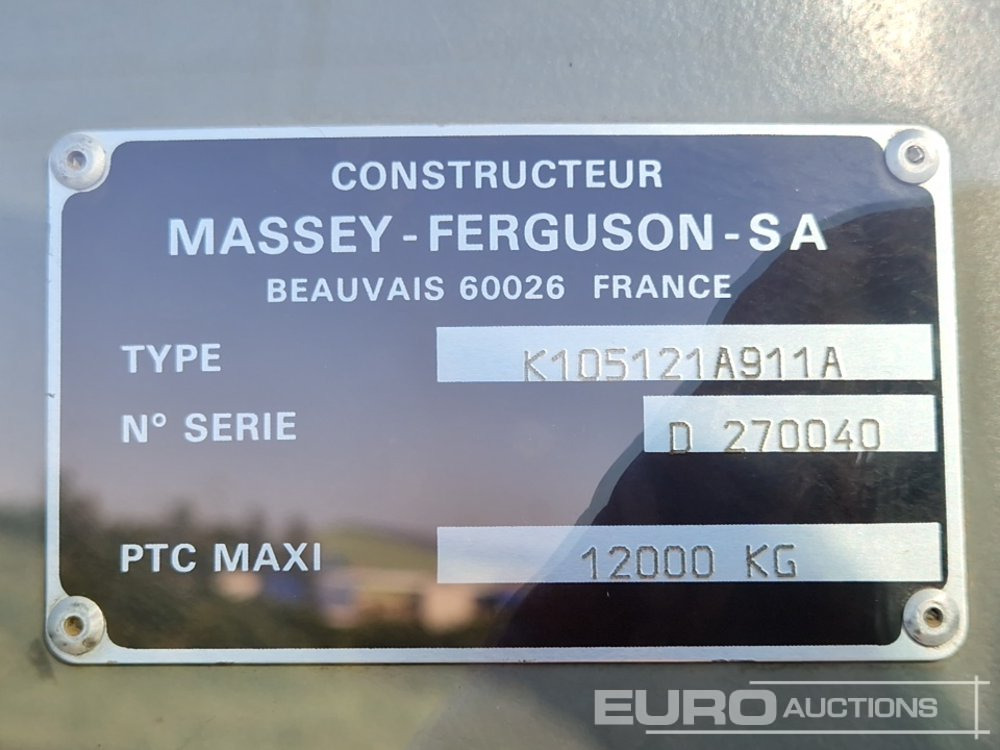 CONSTRUCTEUR
MASSEY-FERGUSON-SA
BEAUVAIS 60026 FRANCE
TYPE K105121A911A
N° SERIE D 270040
PTC MAXI 12000 KG
EURO AUCTIONS